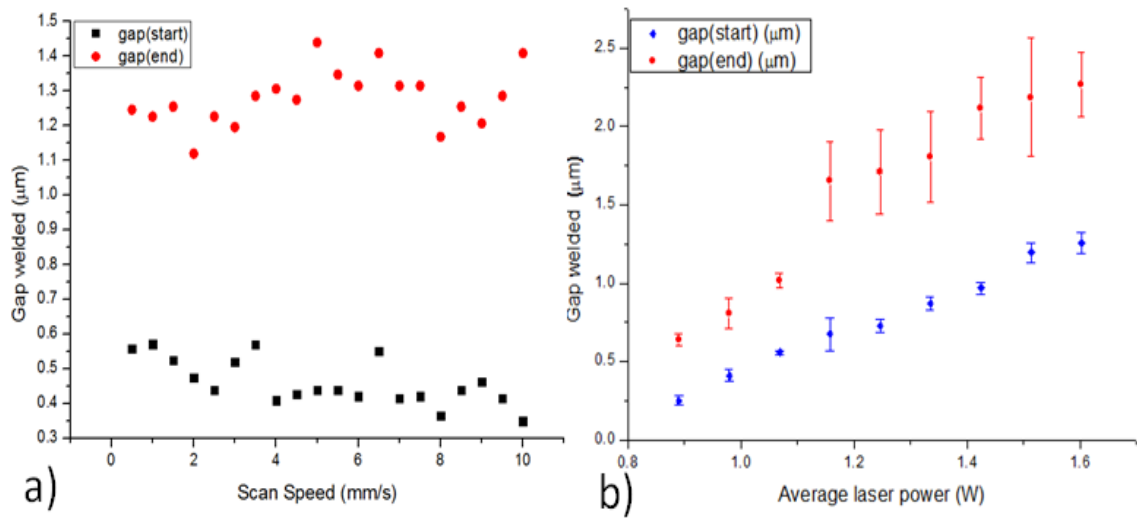 gap(start)
gap(end)
1.5
1.4
1.3
1.2
1.1
1.0
0.9
0.8
0.7
0.6
0.5
0.4
0.3
Gap welded (μm)
0 2 4 6 8 10
Scan Speed (mm/s)
a)
gap(start) (μm)
gap(end) (μm)
2.5
2.0
1.5
1.0
0.5
0.0
Gap welded (μm)
0.8 1.0 1.2 1.4 1.6
Average laser power (W)
b)